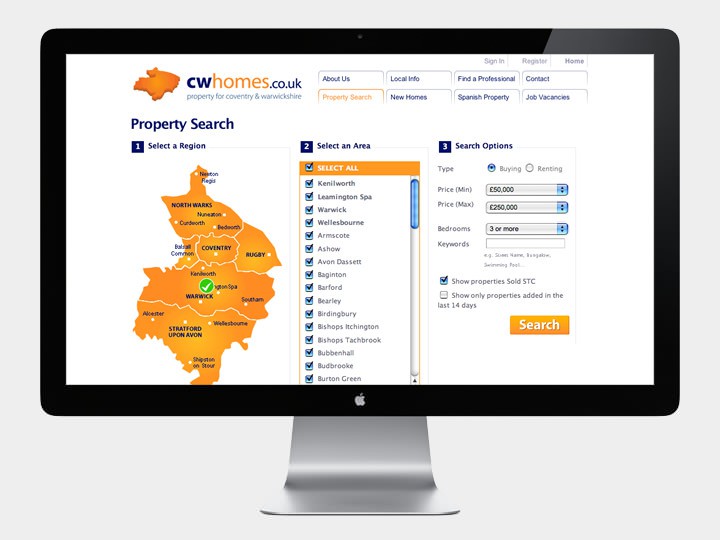 Sign In Register Home
cwhomes.co.uk
property for coventry & warwickshire
About Us Local Info Find a Professional Contact
Property Search New Homes Spanish Property Job Vacancies
Property Search
1 Select a Region
Newton
Regis
NORTH WARKS
Nuneaton
Curdworth
Bedworth
Balsall
Common
COVENTRY
RUGBY
Kenilworth
ngton Spa
WARWICK
Southam
Alcester
Wellesbourne
STRATFORD
UPON AVON
Shipston
on Stour
2 Select an Area
SELECT ALL
Kenilworth
Leamington Spa
Warwick
Wellesbourne
Armscote
Ashow
Avon Dassett
Baginton
Barford
Bearley
Birdingbury
Bishops Itchington
Bishops Tachbrook
Bubbenhall
Budbrooke
Burton Green
3 Search Options
Type Buying Renting
Price (Min) £50,000
Price (Max) £250,000
Bedrooms 3 or more
Keywords
e.g. Street Name, Bungalow,
Swimming Pool...
Show properties Sold STC
Show only properties added in the
last 14 days
Search